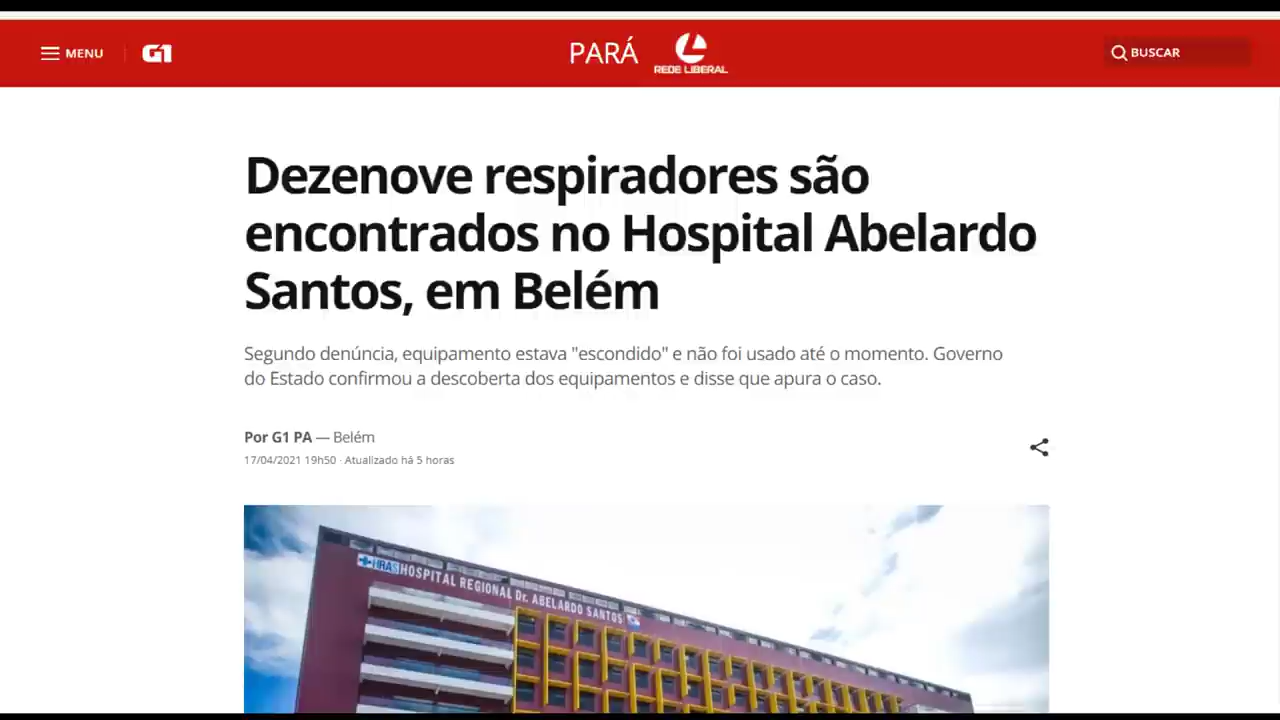 MENU
G1
PARÁ
REDE LIBERAL
BUSCAR
Dezenove respiradores são
encontrados no Hospital Abelardo
Santos, em Belém
Segundo denúncia, equipamento estava "escondido" e não foi usado até o momento. Governo
do Estado confirmou a descoberta dos equipamentos e disse que apura o caso.
Por G1 PA — Belém
17/04/2021 19h50 · Atualizado há 5 horas
HRAS HOSPITAL REGIONAL Dr. ABELARDO SANTOS